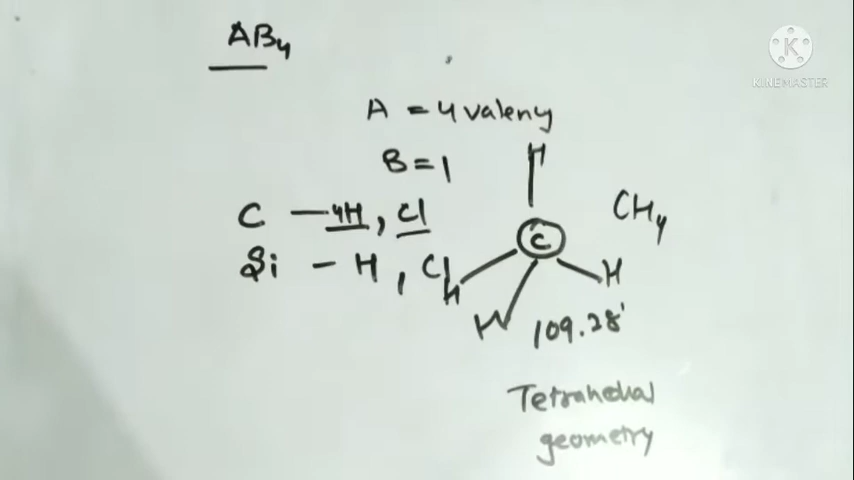 AB4
A = 4 valeny
B = 1
H
C — 4H, Cl
C
CH4
Si – H, Cl
H
H
H
109.28'
Tetrahedral
geometry
K
KINEMASTER